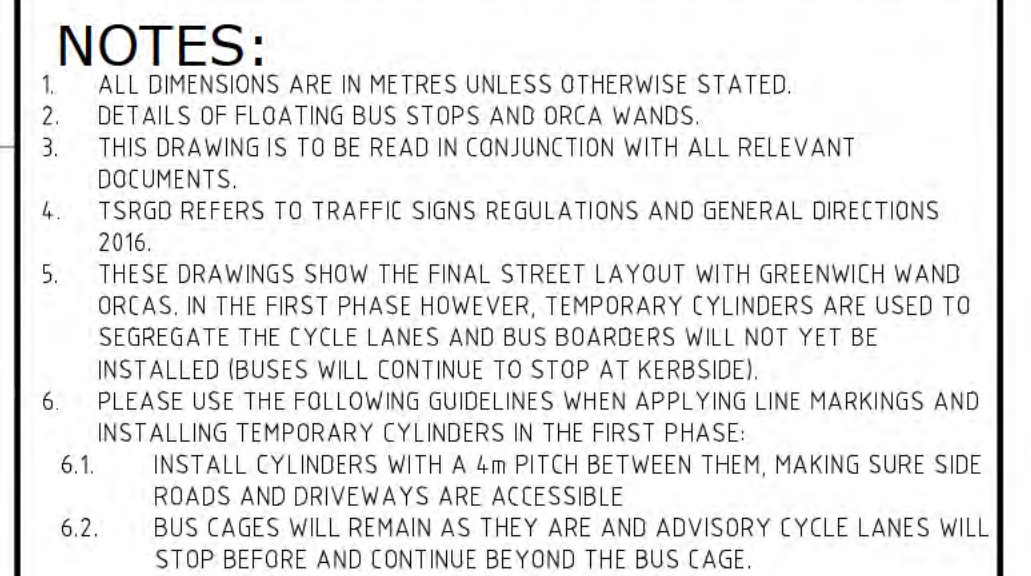 NOTES:
1. ALL DIMENSIONS ARE IN METRES UNLESS OTHERWISE STATED.
2. DETAILS OF FLOATING BUS STOPS AND ORCA WANDS.
3. THIS DRAWING IS TO BE READ IN CONJUNCTION WITH ALL RELEVANT
DOCUMENTS.
4. TSRGD REFERS TO TRAFFIC SIGNS REGULATIONS AND GENERAL DIRECTIONS
2016.
5. THESE DRAWINGS SHOW THE FINAL STREET LAYOUT WITH GREENWICH WAND
ORCAS. IN THE FIRST PHASE HOWEVER, TEMPORARY CYLINDERS ARE USED TO
SEGREGATE THE CYCLE LANES AND BUS BOARDERS WILL NOT YET BE
INSTALLED (BUSES WILL CONTINUE TO STOP AT KERBSIDE).
6. PLEASE USE THE FOLLOWING GUIDELINES WHEN APPLYING LINE MARKINGS AND
INSTALLING TEMPORARY CYLINDERS IN THE FIRST PHASE:
6.1. INSTALL CYLINDERS WITH A 4m PITCH BETWEEN THEM, MAKING SURE SIDE
ROADS AND DRIVEWAYS ARE ACCESSIBLE
6.2. BUS CAGES WILL REMAIN AS THEY ARE AND ADVISORY CYCLE LANES WILL
STOP BEFORE AND CONTINUE BEYOND THE BUS CAGE.